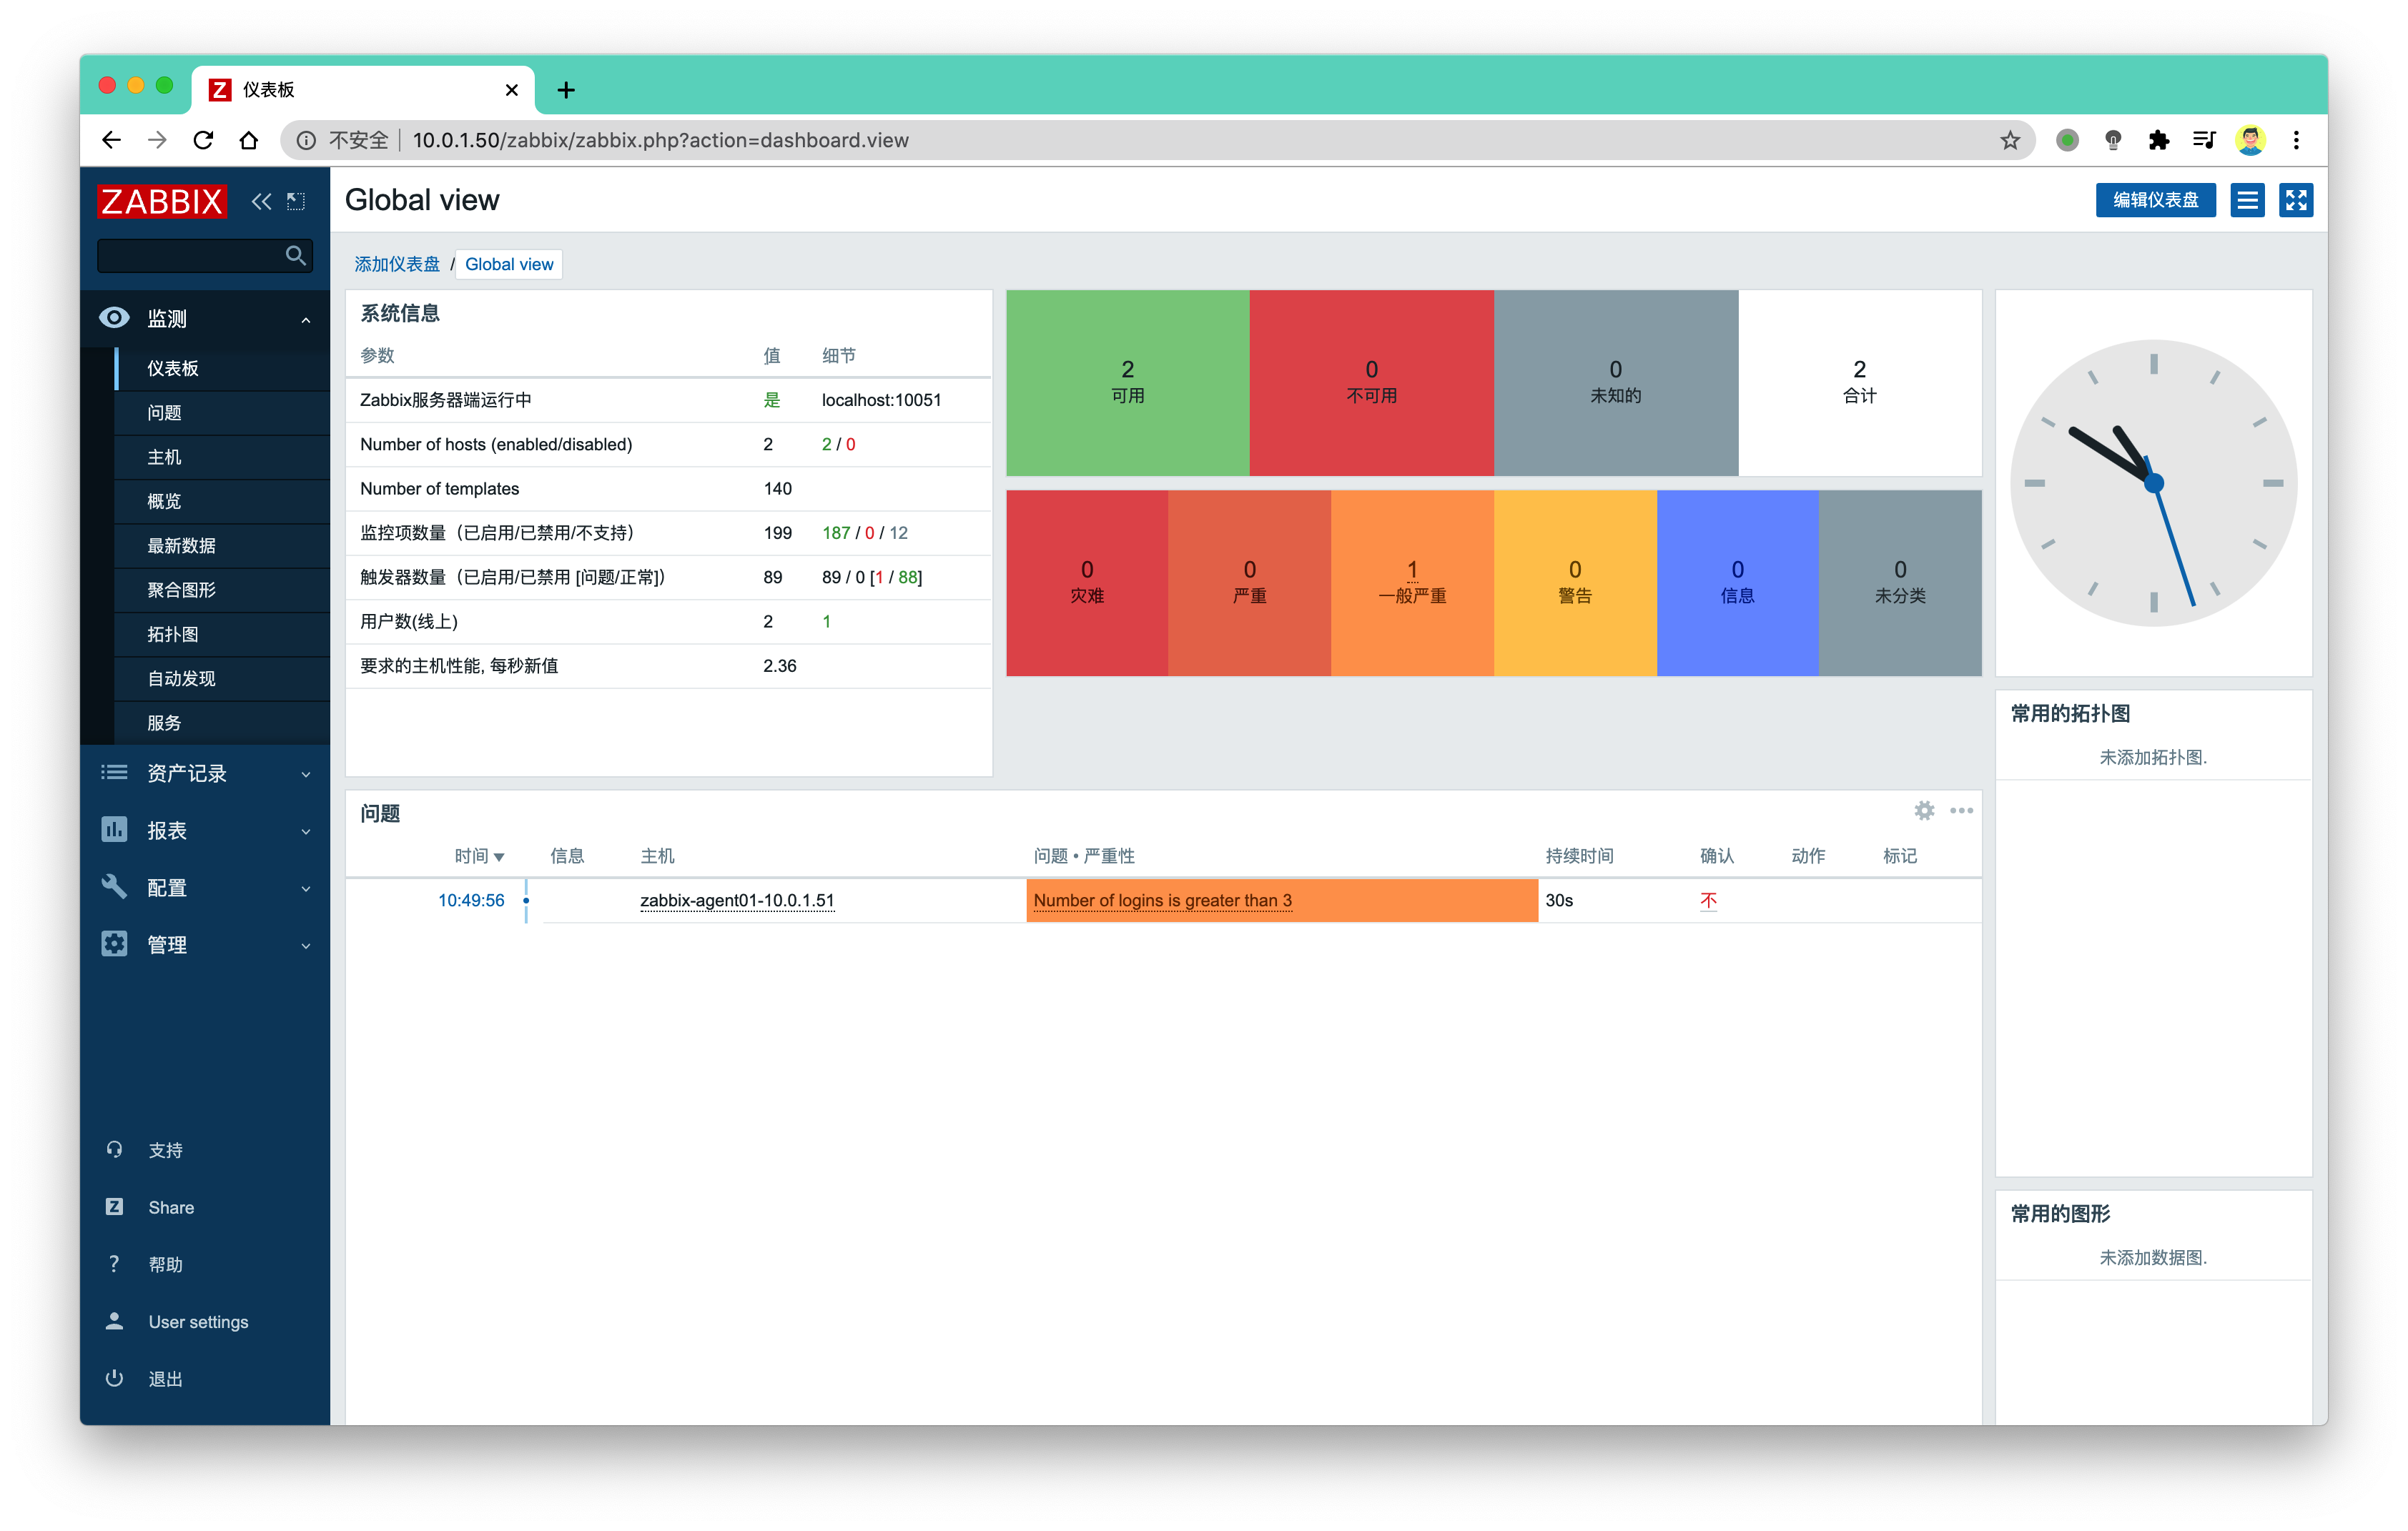 仪表板
不安全 10.0.1.50/zabbix/zabbix.php?action=dashboard.view
ZABBIX
监测
仪表板
问题
主机
概览
最新数据
聚合图形
拓扑图
自动发现
服务
资产记录
报表
配置
管理
支持
Share
帮助
User settings
退出
Global view
编辑仪表盘
添加仪表盘 / Global view
系统信息
参数 值 细节
Zabbix服务器端运行中 是 localhost:10051
Number of hosts (enabled/disabled) 2 2 / 0
Number of templates 140
监控项数量（已启用/已禁用/不支持） 199 187 / 0 / 12
触发器数量（已启用/已禁用 [问题/正常]） 89 89 / 0 [1 / 88]
用户数(线上) 2 1
要求的主机性能, 每秒新值 2.36
2 0 0 2
可用 不可用 未知的 合计
0 0 1 0 0 0
灾难 严重 一般严重 警告 信息 未分类
常用的拓扑图
未添加拓扑图.
问题
时间 信息 主机 问题 • 严重性 持续时间 确认 动作 标记
10:49:56 zabbix-agent01-10.0.1.51 Number of logins is greater than 3 30s 不
常用的图形
未添加数据图.